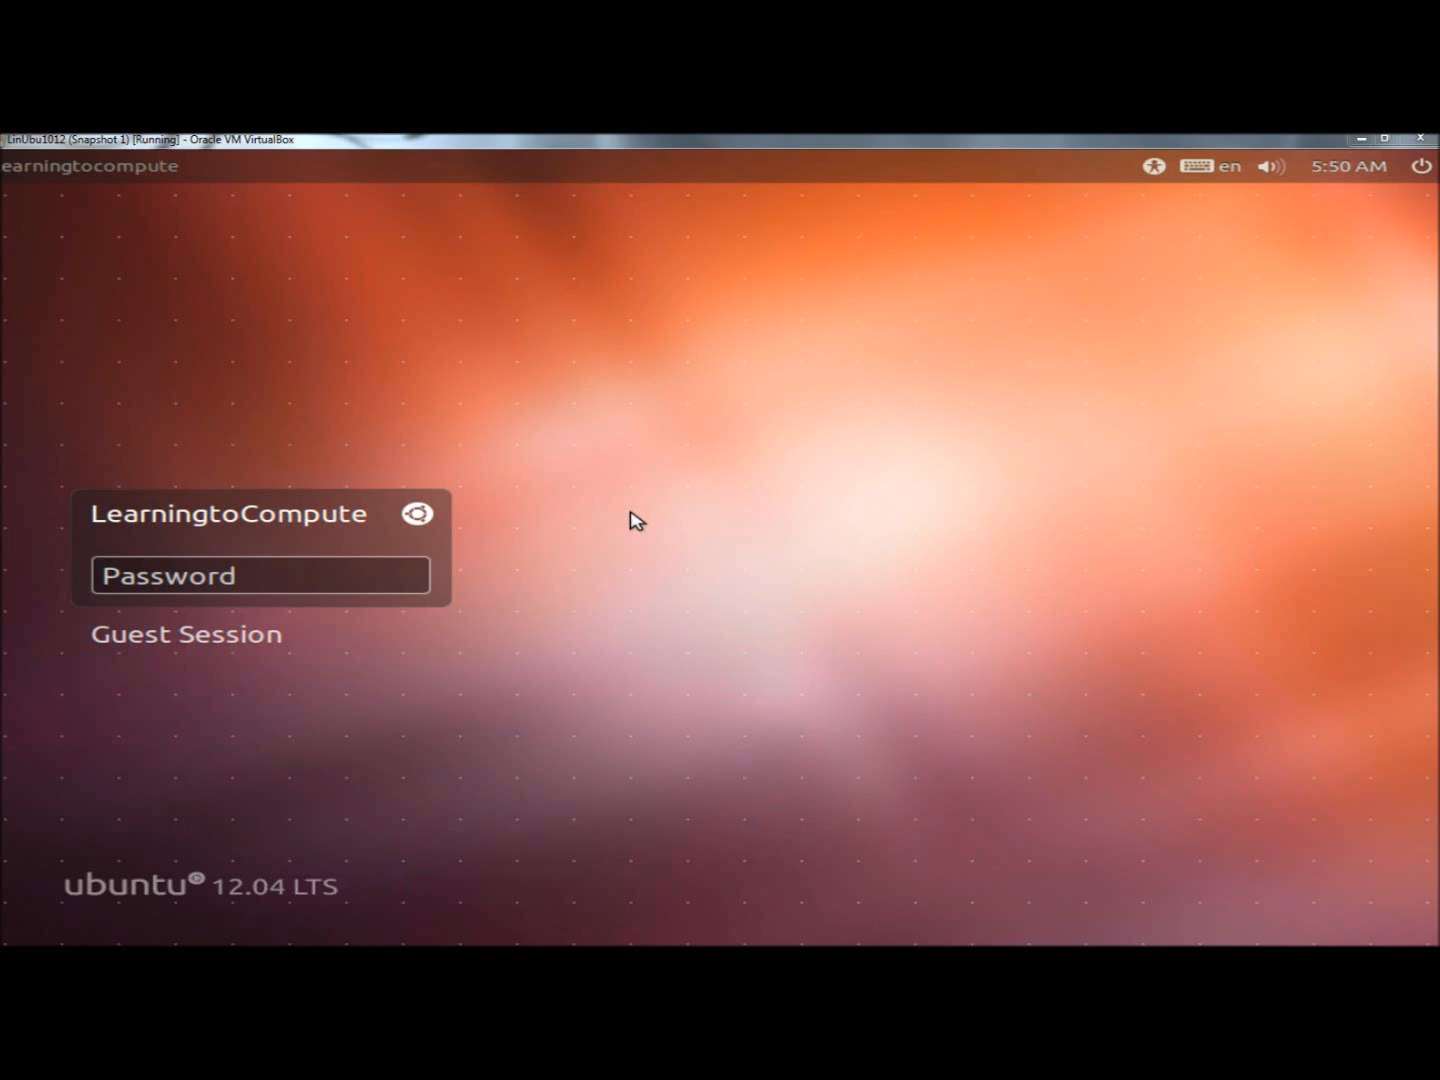 LinUbu1012 (Snapshot 1) [Running] - Oracle VM VirtualBox
earningtocompute
en
5:50 AM
LearningtoCompute
Password
Guest Session
ubuntu 12.04 LTS